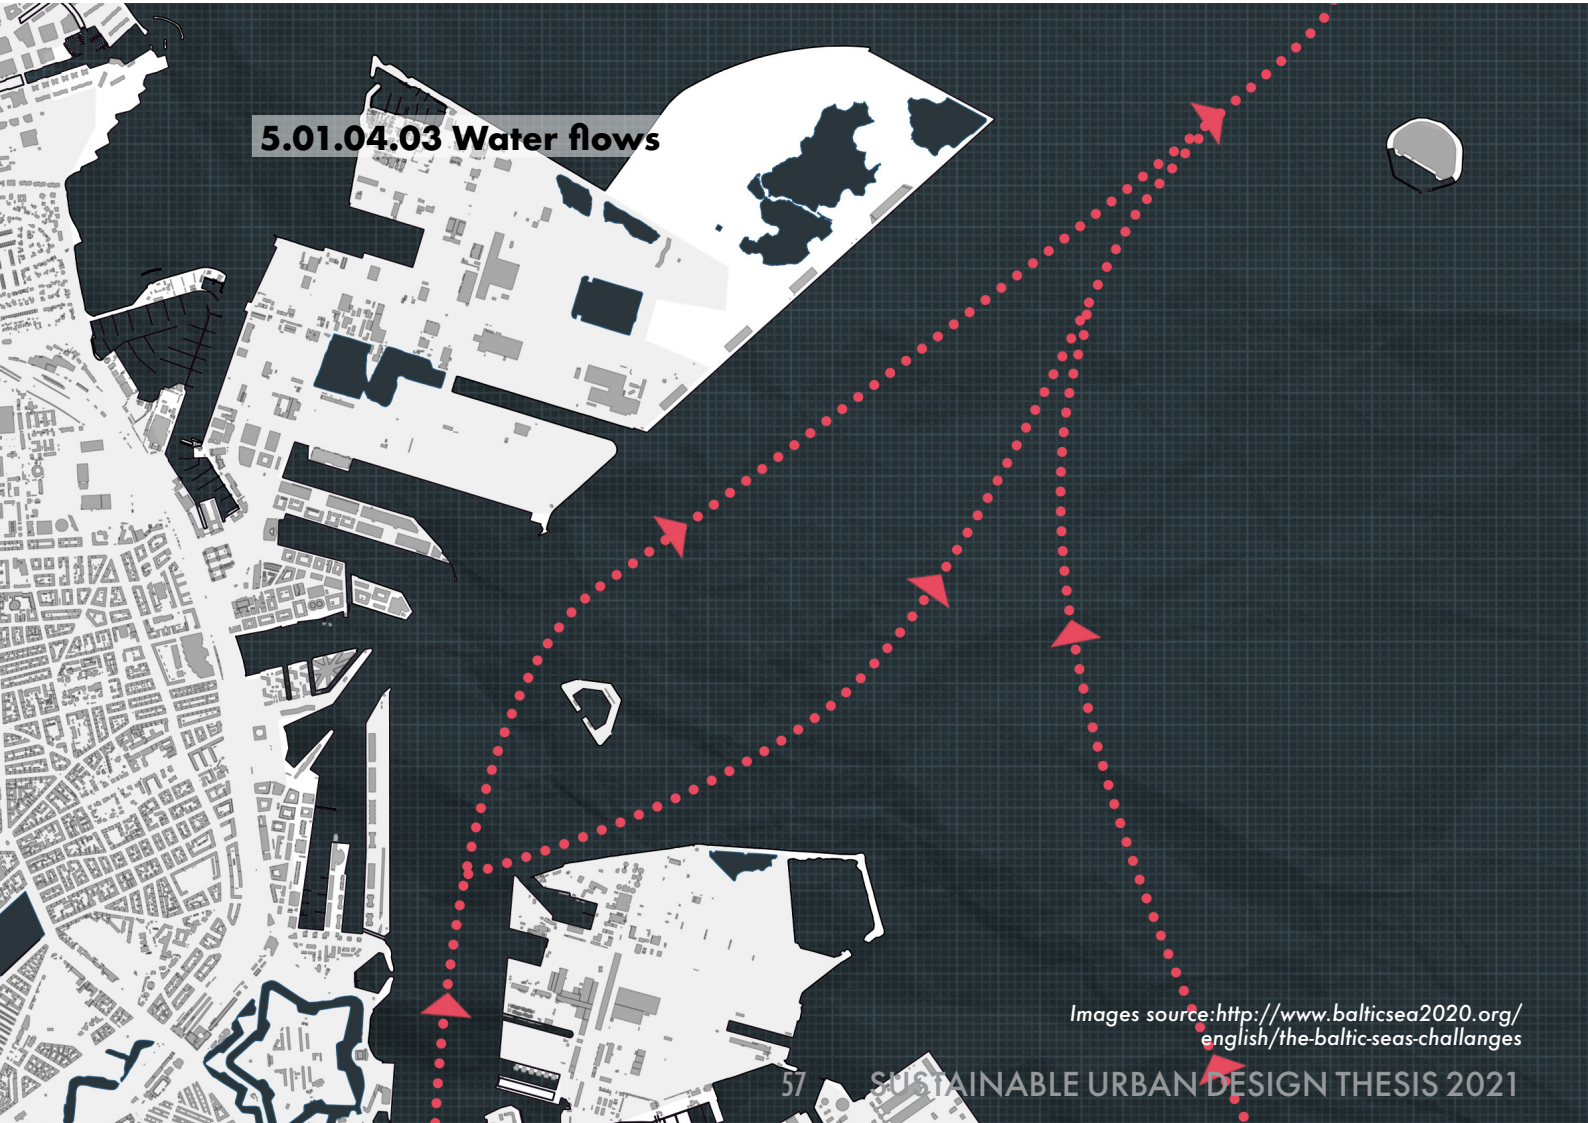 5.01.04.03 Water flows
Images source:http://www.balticsea2020.org/
english/the-baltic-seas-challanges
57 SUSTAINABLE URBAN DESIGN THESIS 2021